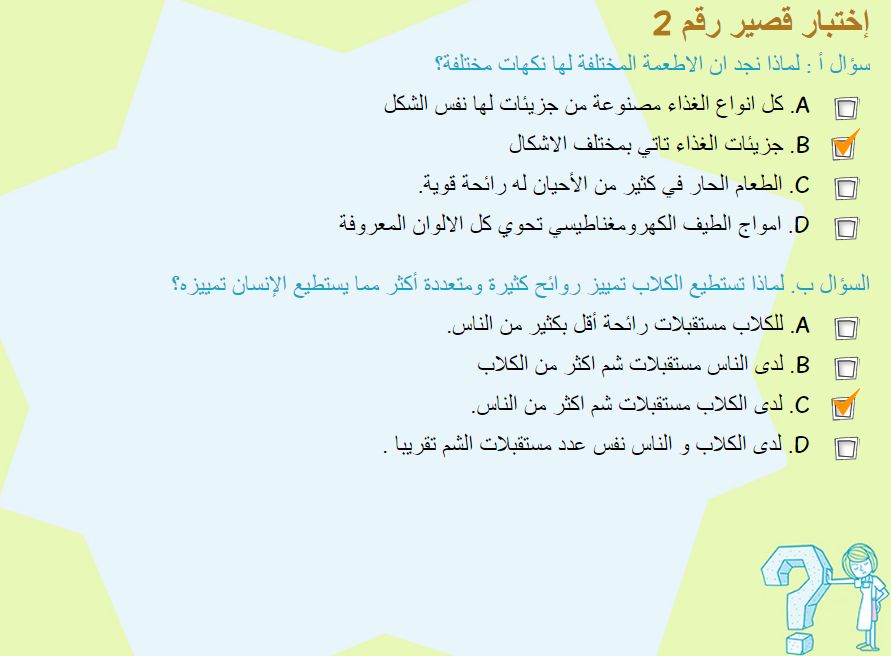 إختبار قصير رقم 2
سؤال أ : لماذا نجد ان الاطعمة المختلفة لها نكهات مختلفة؟
A. كل انواع الغذاء مصنوعة من جزيئات لها نفس الشكل
B. جزيئات الغذاء تاتي بمختلف الاشكال
C. الطعام الحار في كثير من الأحيان له رائحة قوية.
D. امواج الطيف الكهرومغناطيسي تحوي كل الالوان المعروفة
السؤال ب. لماذا تستطيع الكلاب تمييز روائح كثيرة ومتعددة أكثر مما يستطيع الإنسان تمييزه؟
A. للكلاب مستقبلات رائحة أقل بكثير من الناس.
B. لدى الناس مستقبلات شم اكثر من الكلاب
C. لدى الكلاب مستقبلات شم اكثر من الناس.
D. لدى الكلاب و الناس نفس عدد مستقبلات الشم تقريبا .